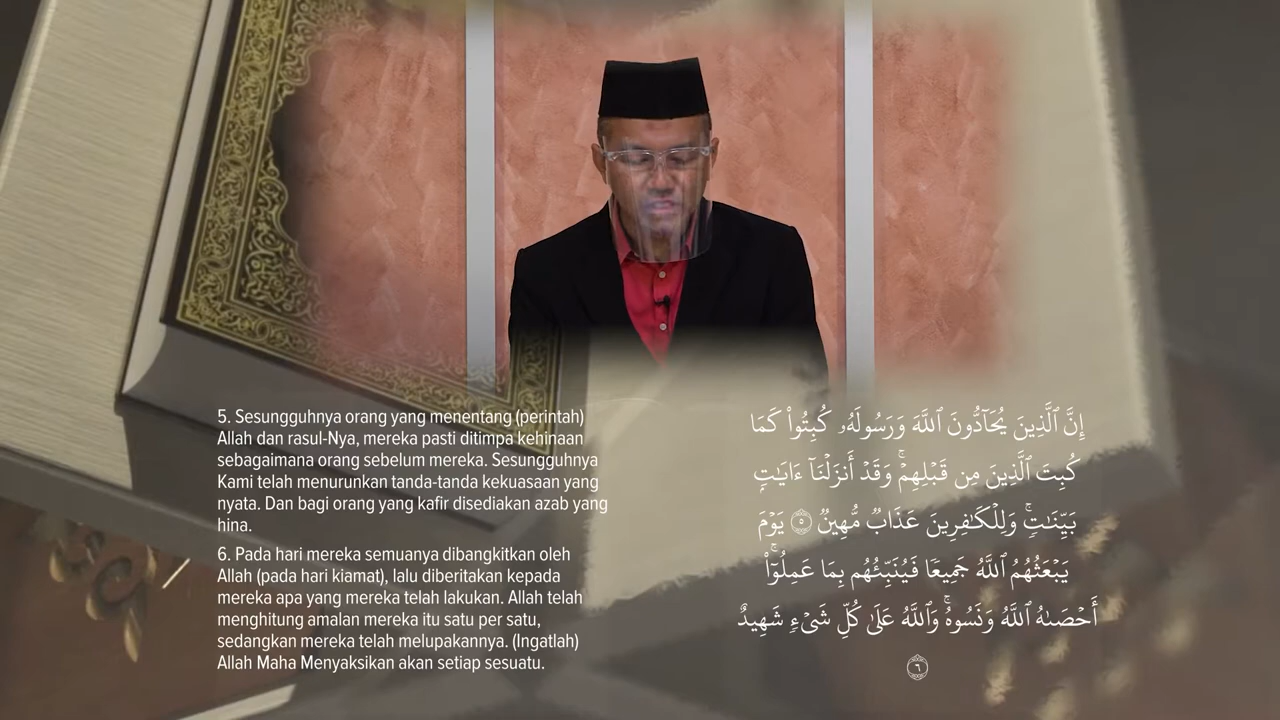 5. Sesungguhnya orang yang menentang (perintah)
Allah dan rasul-Nya, mereka pasti ditimpa kehinaan
sebagaimana orang sebelum mereka. Sesungguhnya
Kami telah menurunkan tanda-tanda kekuasaan yang
nyata. Dan bagi orang yang kafir disediakan azab yang
hina.
6. Pada hari mereka semuanya dibangkitkan oleh
Allah (pada hari kiamat), lalu diberitakan kepada
mereka apa yang mereka telah lakukan. Allah telah
menghitung amalan mereka itu satu per satu,
sedangkan mereka telah melupakannya. (Ingatlah)
Allah Maha Menyaksikan akan setiap sesuatu.
إِنَّ ٱلَّذِينَ يُحَآدُّونَ ٱللَّهَ وَرَسُولَهُۥ كُبِتُوا۟ كَمَا
كُبِتَ ٱلَّذِينَ مِن قَبْلِهِمْ ۚ وَقَدْ أَنزَلْنَآ ءَايَـٰتٍۭ
بَيِّنَـٰتٍ ۚ وَلِلْكَـٰفِرِينَ عَذَابٌ مُّهِينٌ ۝٥ يَوْمَ
يَبْعَثُهُمُ ٱللَّهُ جَمِيعًا فَيُنَبِّئُهُم بِمَا عَمِلُوٓا۟ ۚ
أَحْصَىٰهُ ٱللَّهُ وَنَسُوهُ ۚ وَٱللَّهُ عَلَىٰ كُلِّ شَىْءٍ شَهِيدٌ
۝٦